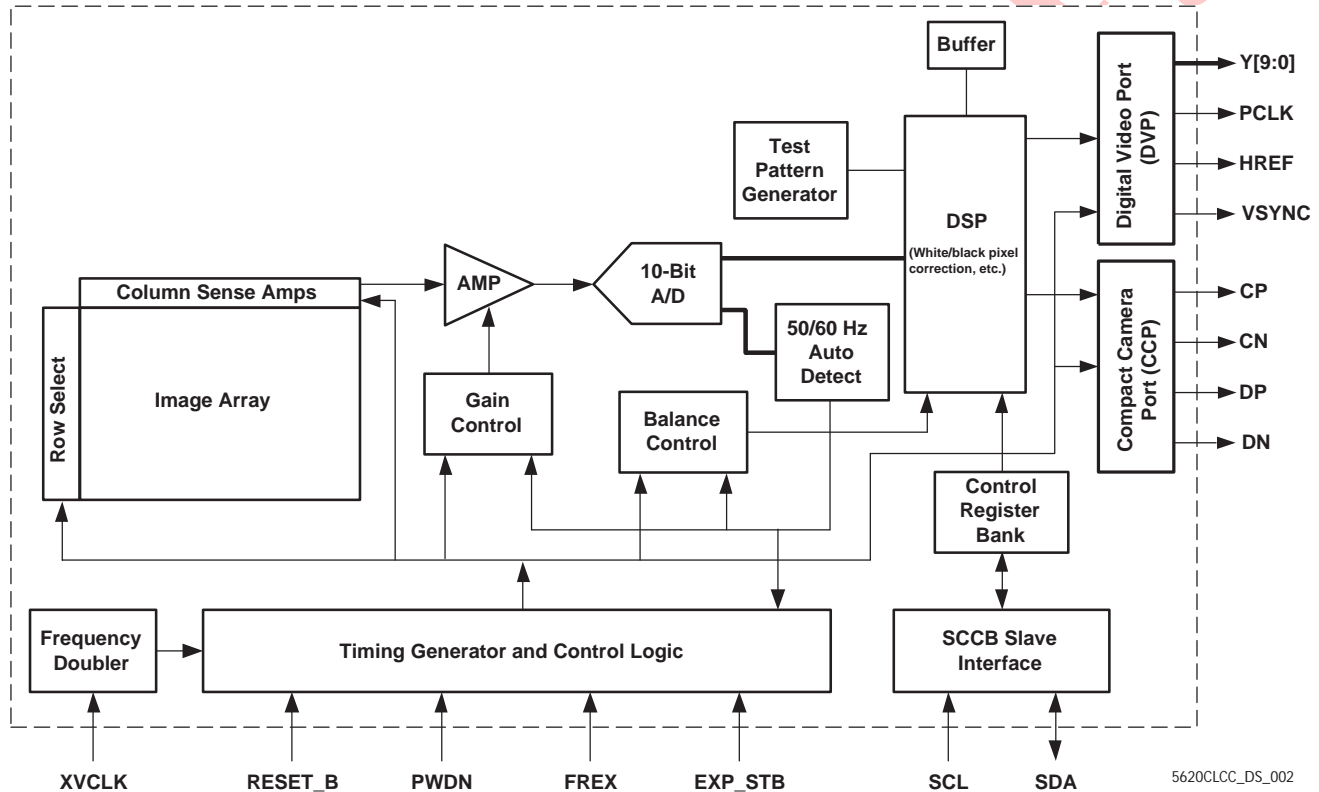 Buffer
Digital Video Port
(DVP)
Y[9:0]
PCLK
HREF
VSYNC
Test
Pattern
Generator
DSP
(White/black pixel
correction, etc.)
Column Sense Amps
AMP
10-Bit
A/D
50/60 Hz
Auto
Detect
Compact Camera
Port (CCP)
CP
CN
DP
DN
Row Select
Image Array
Gain
Control
Balance
Control
Control
Register
Bank
Frequency
Doubler
Timing Generator and Control Logic
SCCB Slave
Interface
XVCLK
RESET_B
PWDN
FREX
EXP_STB
SCL
SDA
5620CLCC_DS_002